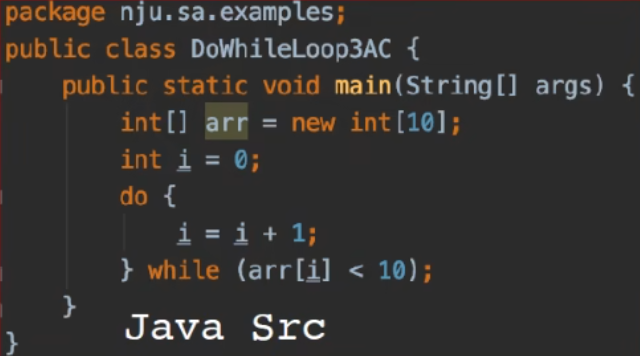 package nju.sa.examples;
public class DoWhileLoop3AC {
    public static void main(String[] args) {
        int[] arr = new int[10];
        int i = 0;
        do {
            i = i + 1;
        } while (arr[i] < 10);
    }
}
Java Src